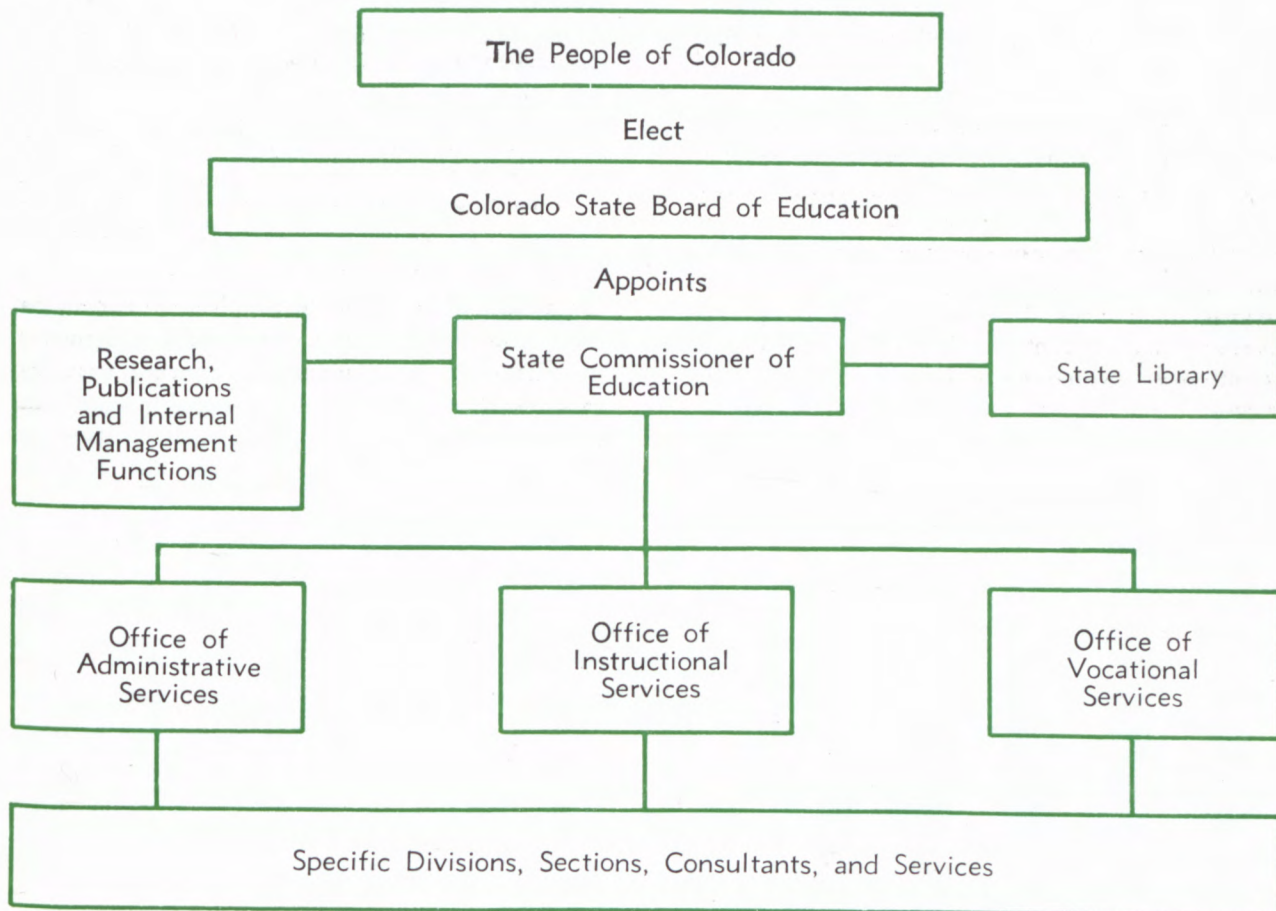 The People of Colorado
Elect
Colorado State Board of Education
Appoints
Research,
Publications
and Internal
Management
Functions
State Commissioner of
Education
State Library
Office of
Administrative
Services
Office of
Instructional
Services
Office of
Vocational
Services
Specific Divisions, Sections, Consultants, and Services